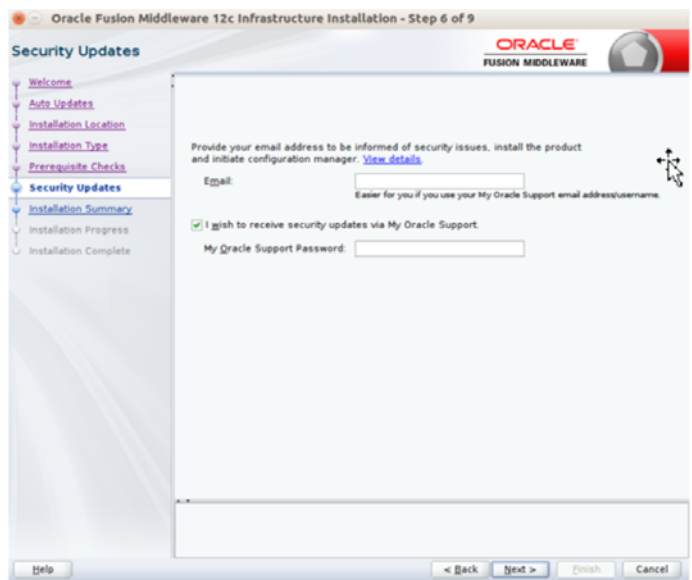 Oracle Fusion Middleware 12c Infrastructure Installation - Step 6 of 9
Security Updates
ORACLE
FUSION MIDDLEWARE
Welcome
Auto Updates
Installation Location
Installation Type
Prerequisite Checks
Security Updates
Installation Summary
Installation Progress
Installation Complete
Provide your email address to be informed of security issues, install the product
and initiate configuration manager. View details.
Email:
Easier for you if you use your My Oracle Support email address/username.
I wish to receive security updates via My Oracle Support.
My Oracle Support Password:
Help
< Back
Next >
Finish
Cancel